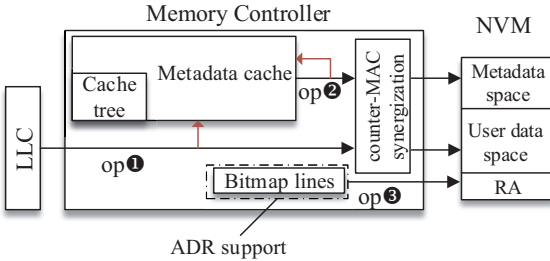 Memory Controller
NVM
Metadata cache
Cache
tree
op❷
counter-MAC
synergization
Metadata
space
User data
space
RA
LLC
op❶
Bitmap lines
op❸
ADR support